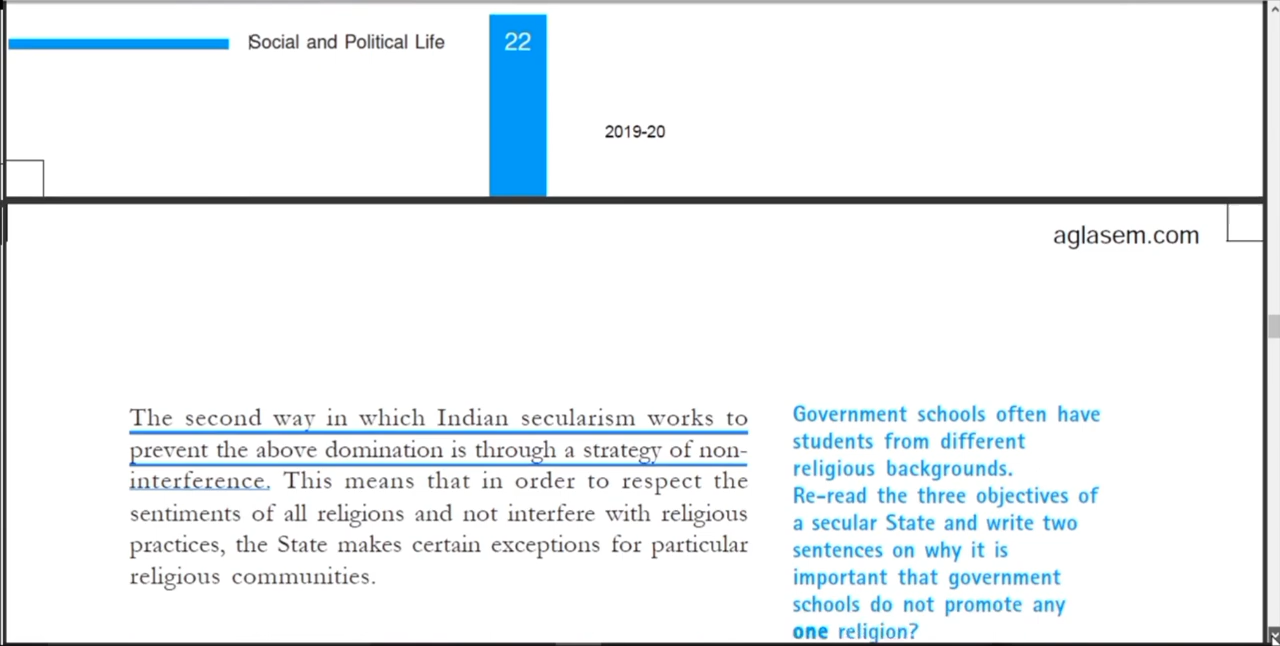 Social and Political Life
22
2019-20
aglasem.com
The second way in which Indian secularism works to
prevent the above domination is through a strategy of non-
interference. This means that in order to respect the
sentiments of all religions and not interfere with religious
practices, the State makes certain exceptions for particular
religious communities.
Government schools often have
students from different
religious backgrounds.
Re-read the three objectives of
a secular State and write two
sentences on why it is
important that government
schools do not promote any
one religion?